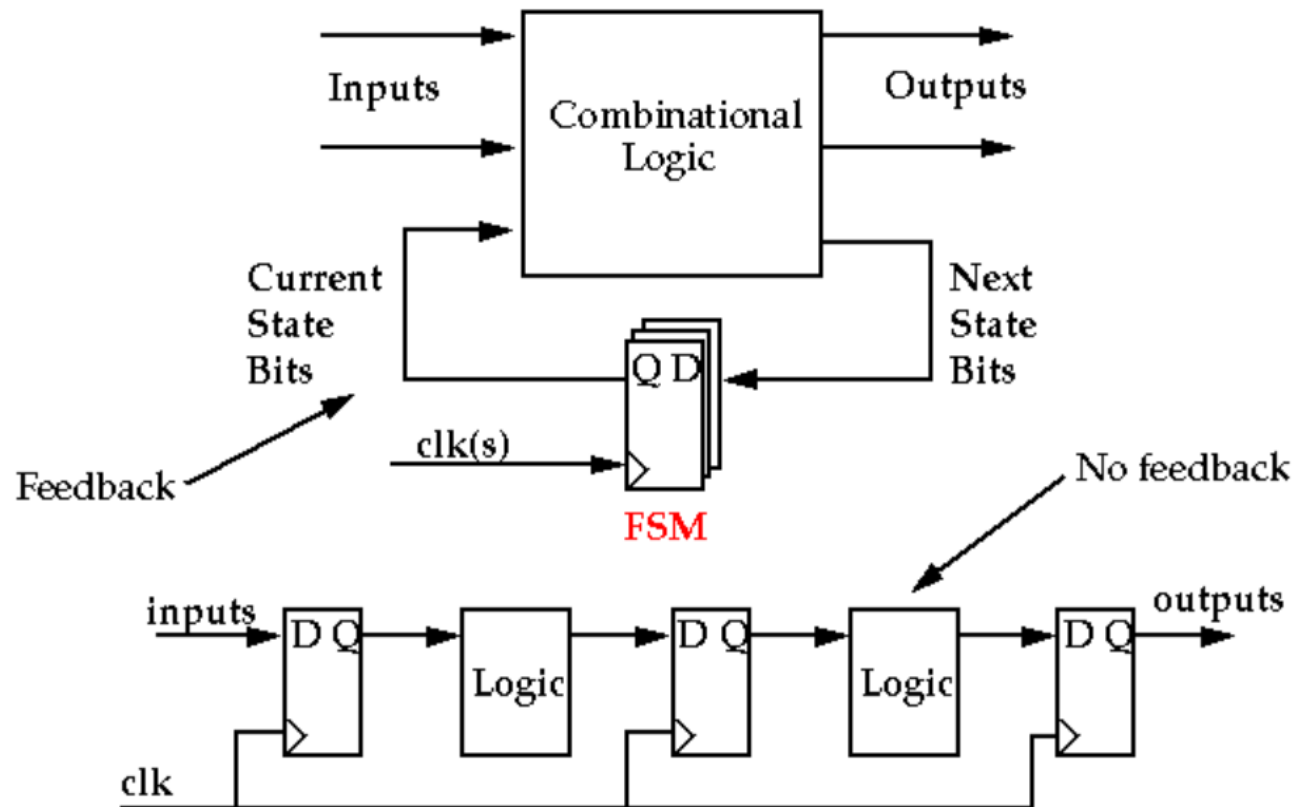 Inputs
Combinational
Logic
Outputs
Current
State
Bits
Next
State
Bits
Q D
clk(s)
Feedback
FSM
No feedback
inputs
D Q
Logic
D Q
Logic
D Q
outputs
clk